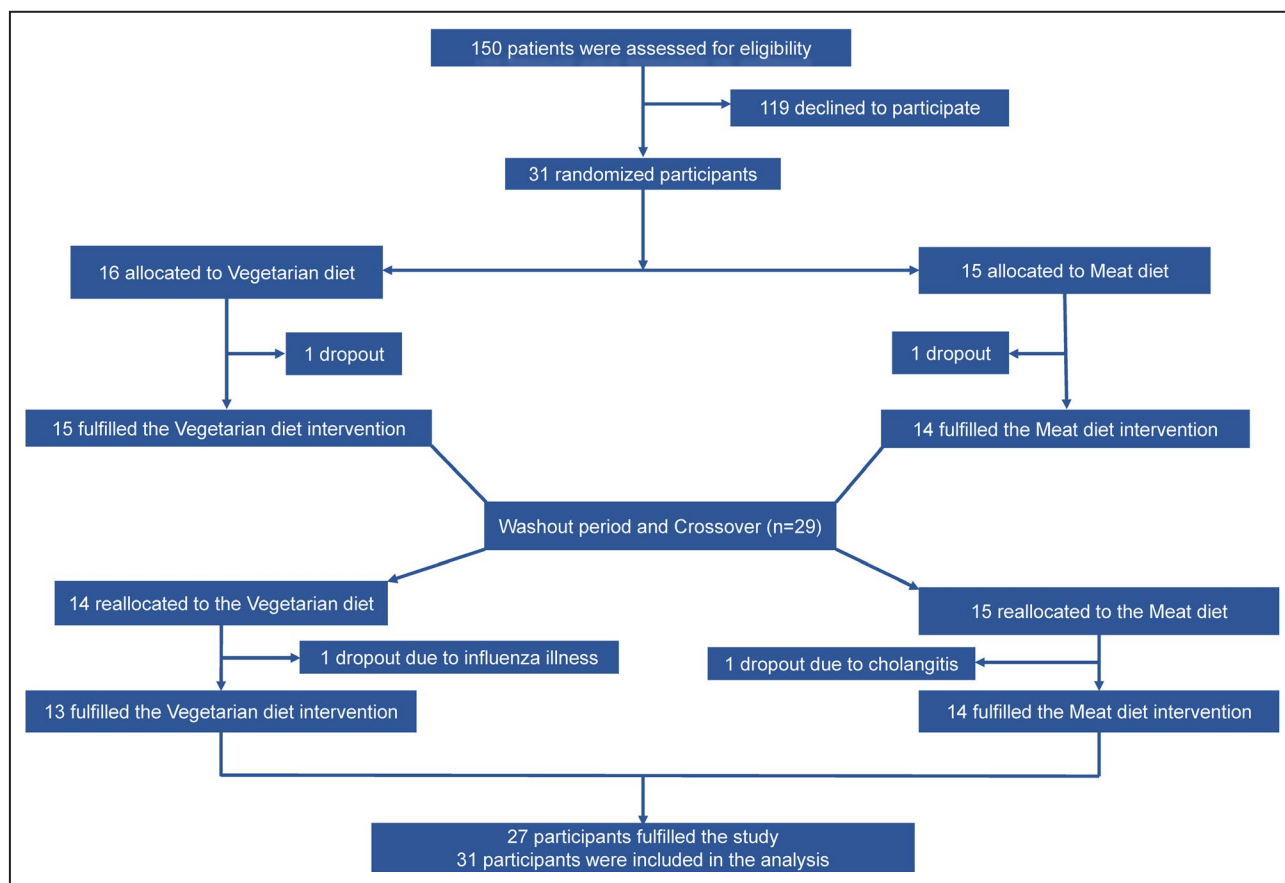 150 patients were assessed for eligibility
119 declined to participate
31 randomized participants
16 allocated to Vegetarian diet
15 allocated to Meat diet
1 dropout
1 dropout
15 fulfilled the Vegetarian diet intervention
14 fulfilled the Meat diet intervention
Washout period and Crossover (n=29)
14 reallocated to the Vegetarian diet
15 reallocated to the Meat diet
1 dropout due to influenza illness
1 dropout due to cholangitis
13 fulfilled the Vegetarian diet intervention
14 fulfilled the Meat diet intervention
27 participants fulfilled the study
31 participants were included in the analysis